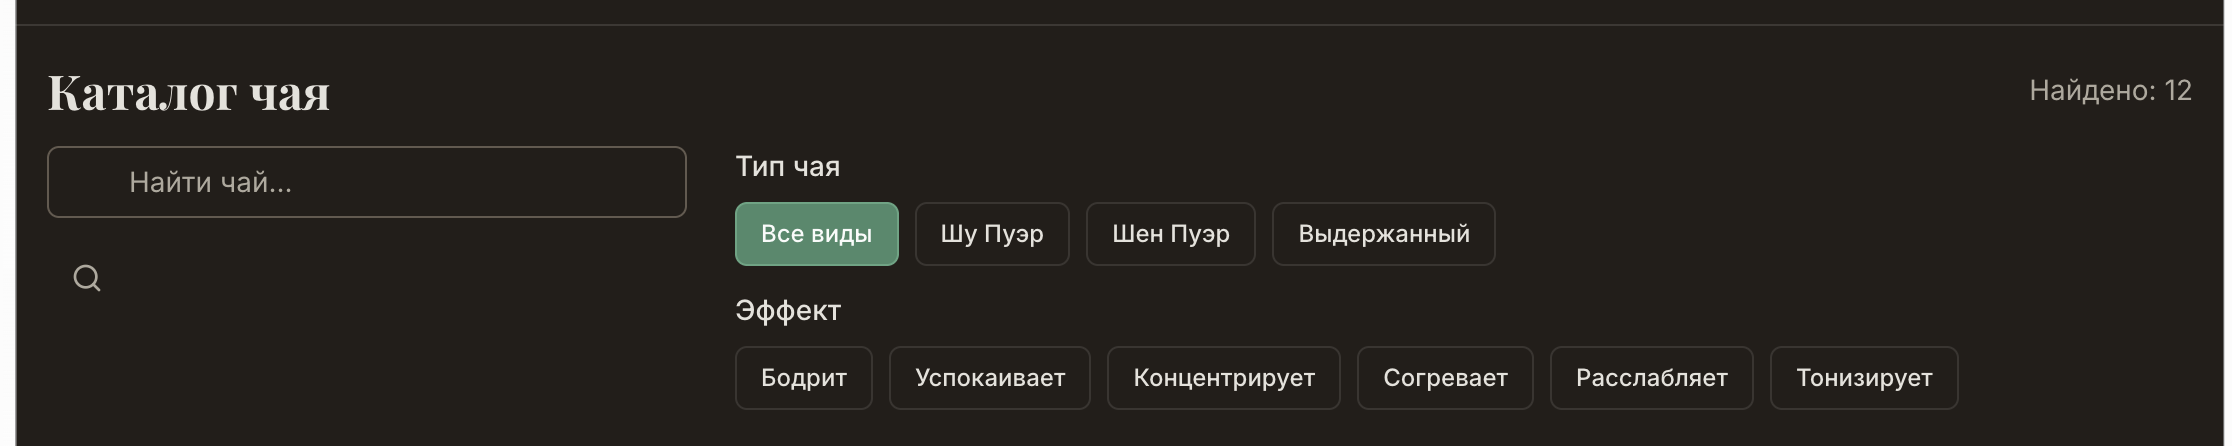 Каталог чая
Найдено: 12
Найти чай...
Тип чая
Все виды
Шу Пуэр
Шен Пуэр
Выдержанный
Эффект
Бодрит
Успокаивает
Концентрирует
Согревает
Расслабляет
Тонизирует